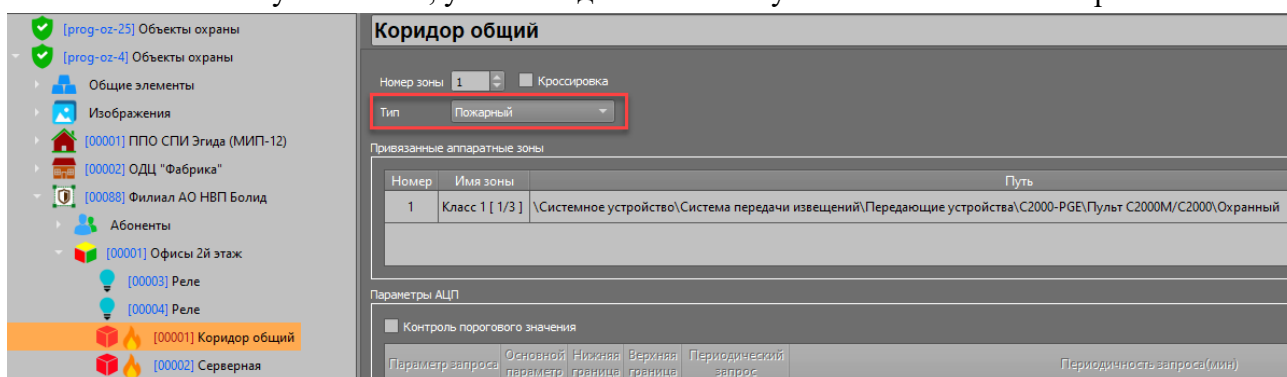 [prog-oz-25] Объекты охраны
[prog-oz-4] Объекты охраны
Общие элементы
Изображения
[00001] ППО СПИ Эгида (МИП-12)
[00002] ОДЦ "Фабрика"
[00088] Филиал АО НВП Болид
Абоненты
[00001] Офисы 2й этаж
[00003] Реле
[00004] Реле
[00001] Коридор общий
[00002] Серверная
Коридор общий
Номер зоны 1 Кроссировка
Тип Пожарный
Привязанные аппаратные зоны
Номер Имя зоны Путь
1 Класс 1 [ 1/3 ] \Системное устройство\Система передачи извещений\Передающие устройства\С2000-PGE\Пульт С2000М/С2000\Охранный
Параметры АЦП
Контроль порогового значения
Параметр запроса Основной параметр Нижняя граница Верхняя граница Периодический запрос Периодичность запроса(мин)